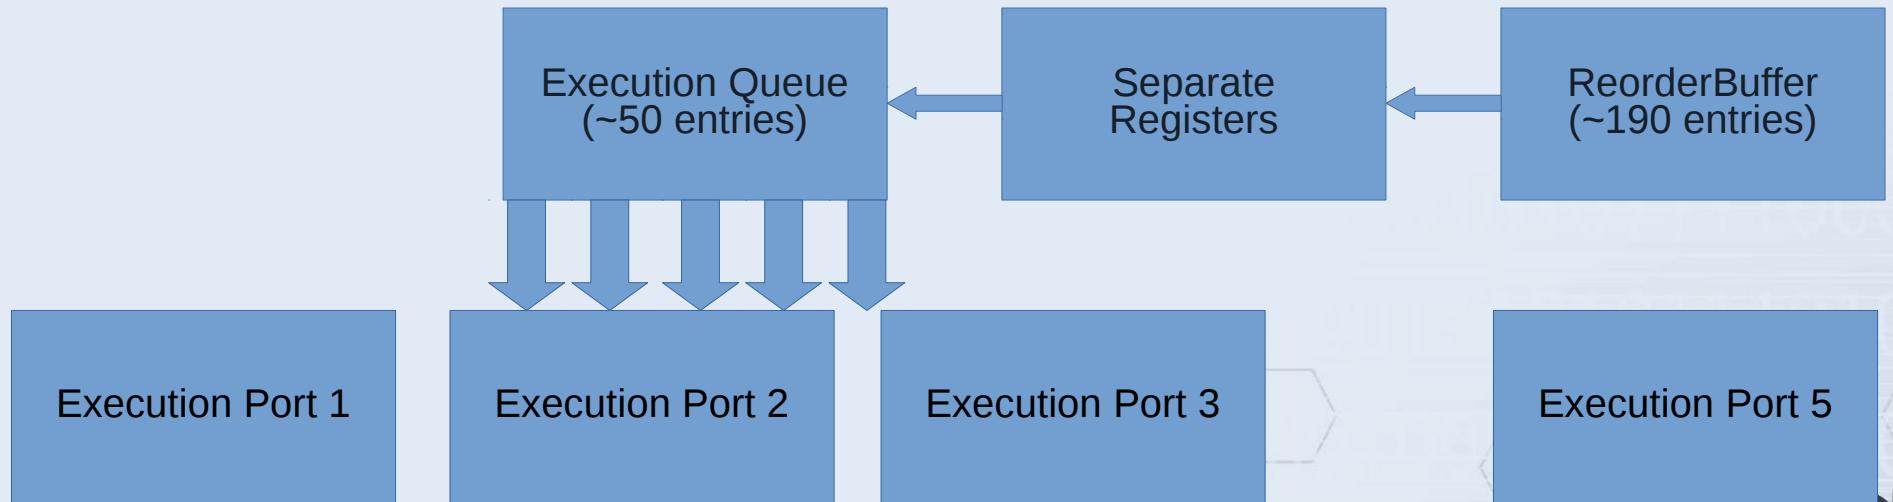 Execution Queue
(~50 entries)
Separate
Registers
ReorderBuffer
(~190 entries)
Execution Port 1
Execution Port 2
Execution Port 3
Execution Port 5